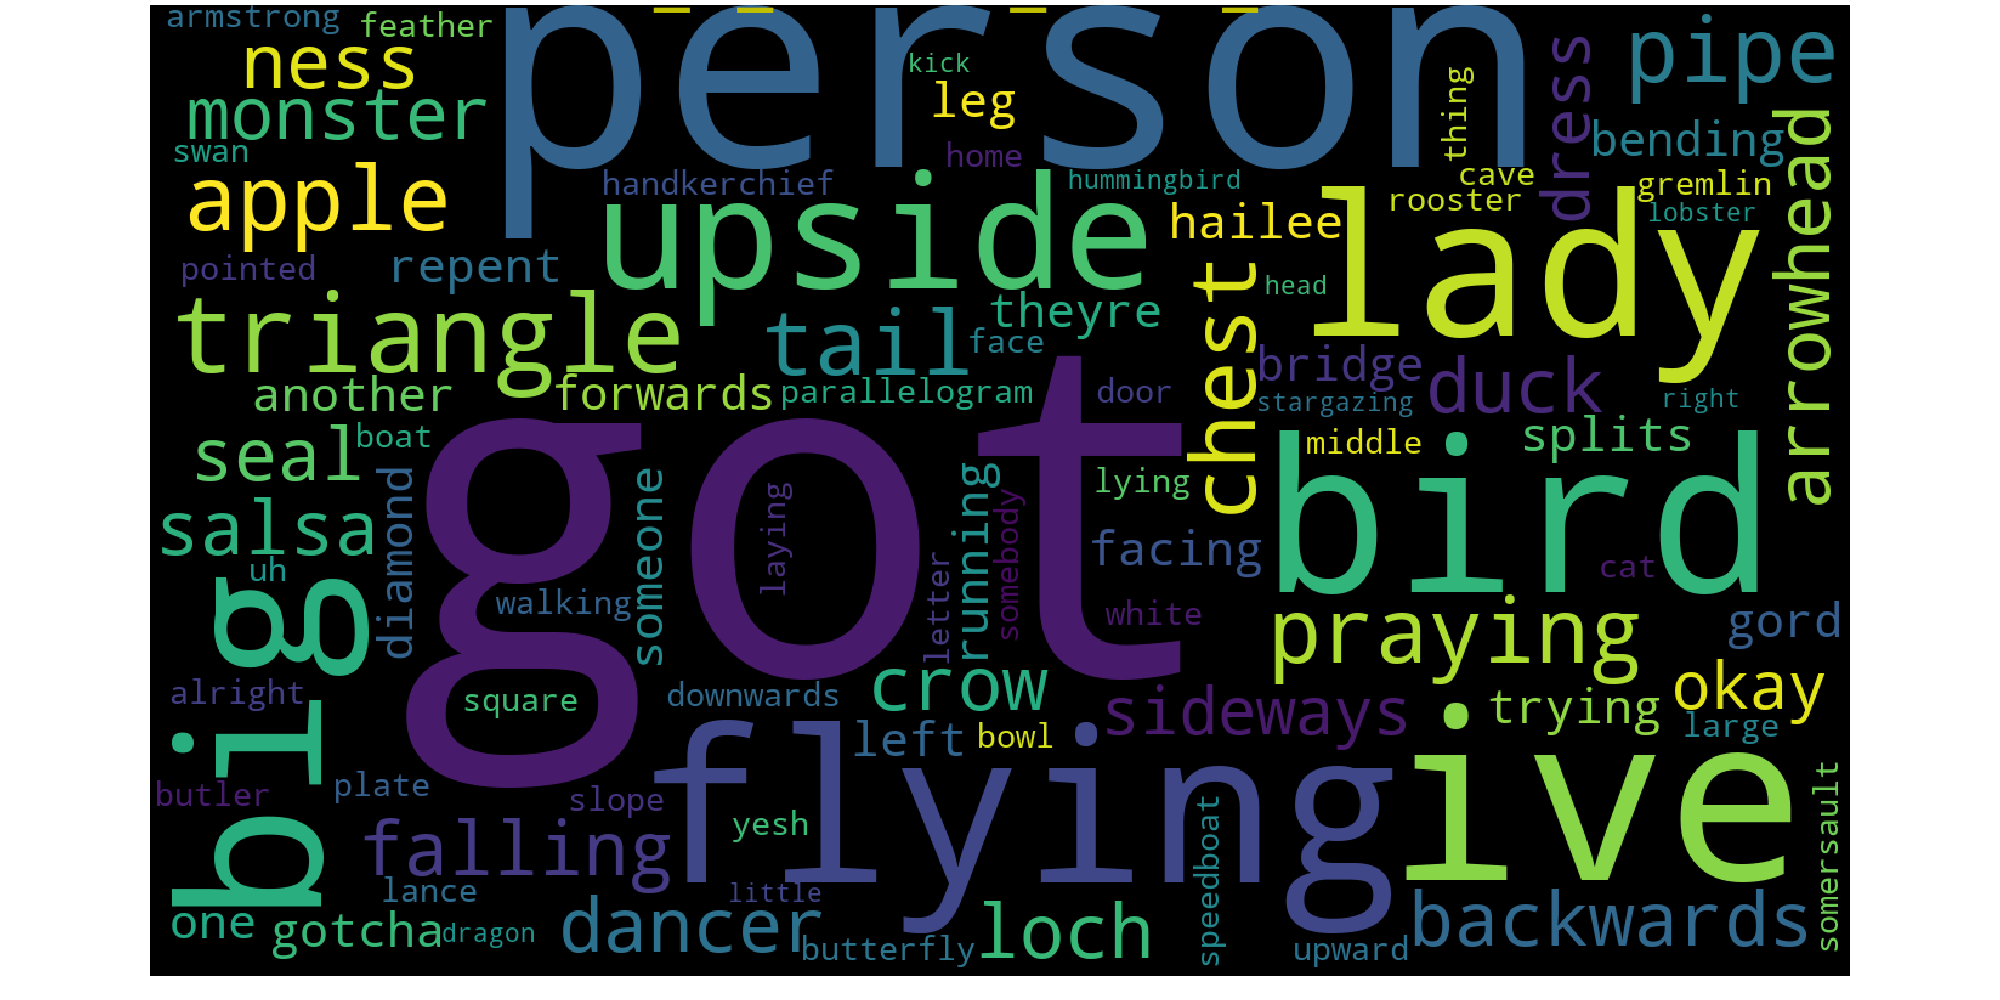 armstrong
feather
person
ness
kick
pipe
monster
leg
thing
dress
bending
arrowhead
swan
home
cave
apple
handkerchief
hummingbird
rooster
gremlin
upside
hailee
lady
lobster
pointed
repent
theyre
chest
head
triangle
tail
face
bridge
duck
another
forwards
parallelogram
door
stargazing
right
got
seal
boat
middle
splits
bird
diamond
someone
laying
running
somebody
lying
salsa
facing
cat
uh
walking
letter
white
praying
gord
big
alright
square
downwards
crow
sideways
trying
okay
large
flying
left
bowl
ive
butler
plate
slope
yesh
speedboat
somersault
falling
lance
little
one
gotcha
dragon
dancer
butterfly
loch
upward
backwards